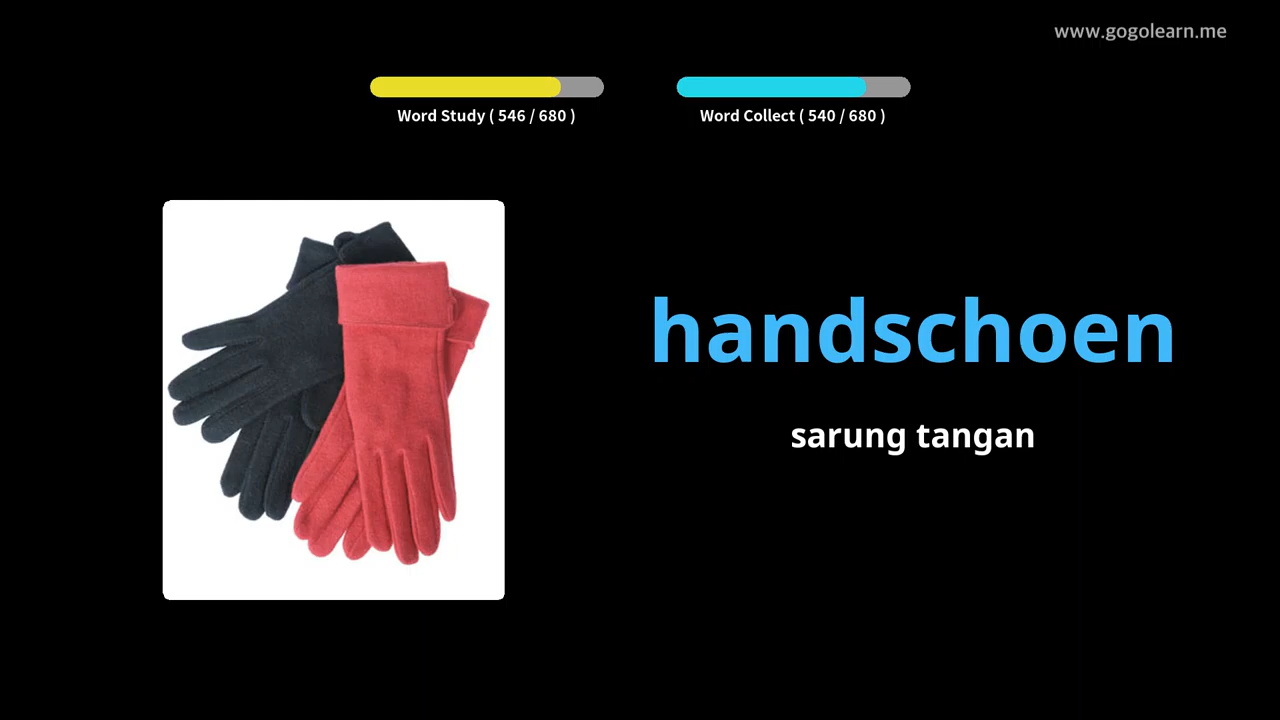 www.gogolearn.me
Word Study ( 546 / 680 )
Word Collect ( 540 / 680 )
handschoen
sarung tangan